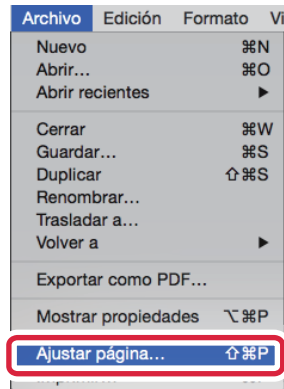 Archivo Edición Formato Vi
Nuevo ⌘N
Abrir... ⌘O
Abrir recientes ▶
Cerrar ⌘W
Guardar... ⌘S
Duplicar ⇧⌘S
Renombrar...
Trasladar a...
Volver a ▶
Exportar como PDF...
Mostrar propiedades ⌥⌘P
Ajustar página... ⇧⌘P